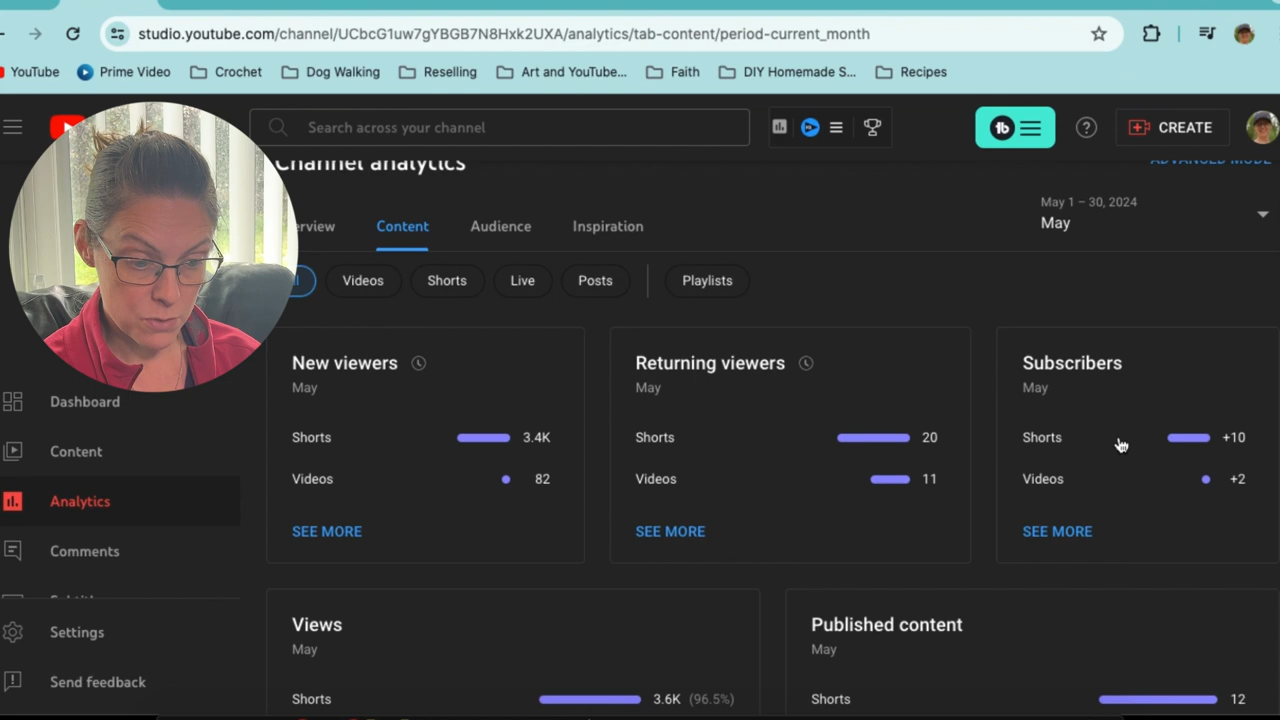 studio.youtube.com/channel/UCbcG1uw7gYBGB7N8Hxk2UXA/analytics/tab-content/period-current_month
YouTube Prime Video Crochet Dog Walking Reselling Art and YouTube... Faith DIY Homemade S... Recipes
Search across your channel
CREATE
Channel analytics
ADVANCED MODE
May 1 – 30, 2024
May
Content Audience Inspiration
Videos Shorts Live Posts Playlists
New viewers
May
Shorts 3.4K
Videos 82
SEE MORE
Returning viewers
May
Shorts 20
Videos 11
SEE MORE
Subscribers
May
Shorts +10
Videos +2
SEE MORE
Dashboard
Content
Analytics
Comments
Settings
Send feedback
Views
May
Shorts 3.6K (96.5%)
Published content
May
Shorts 12